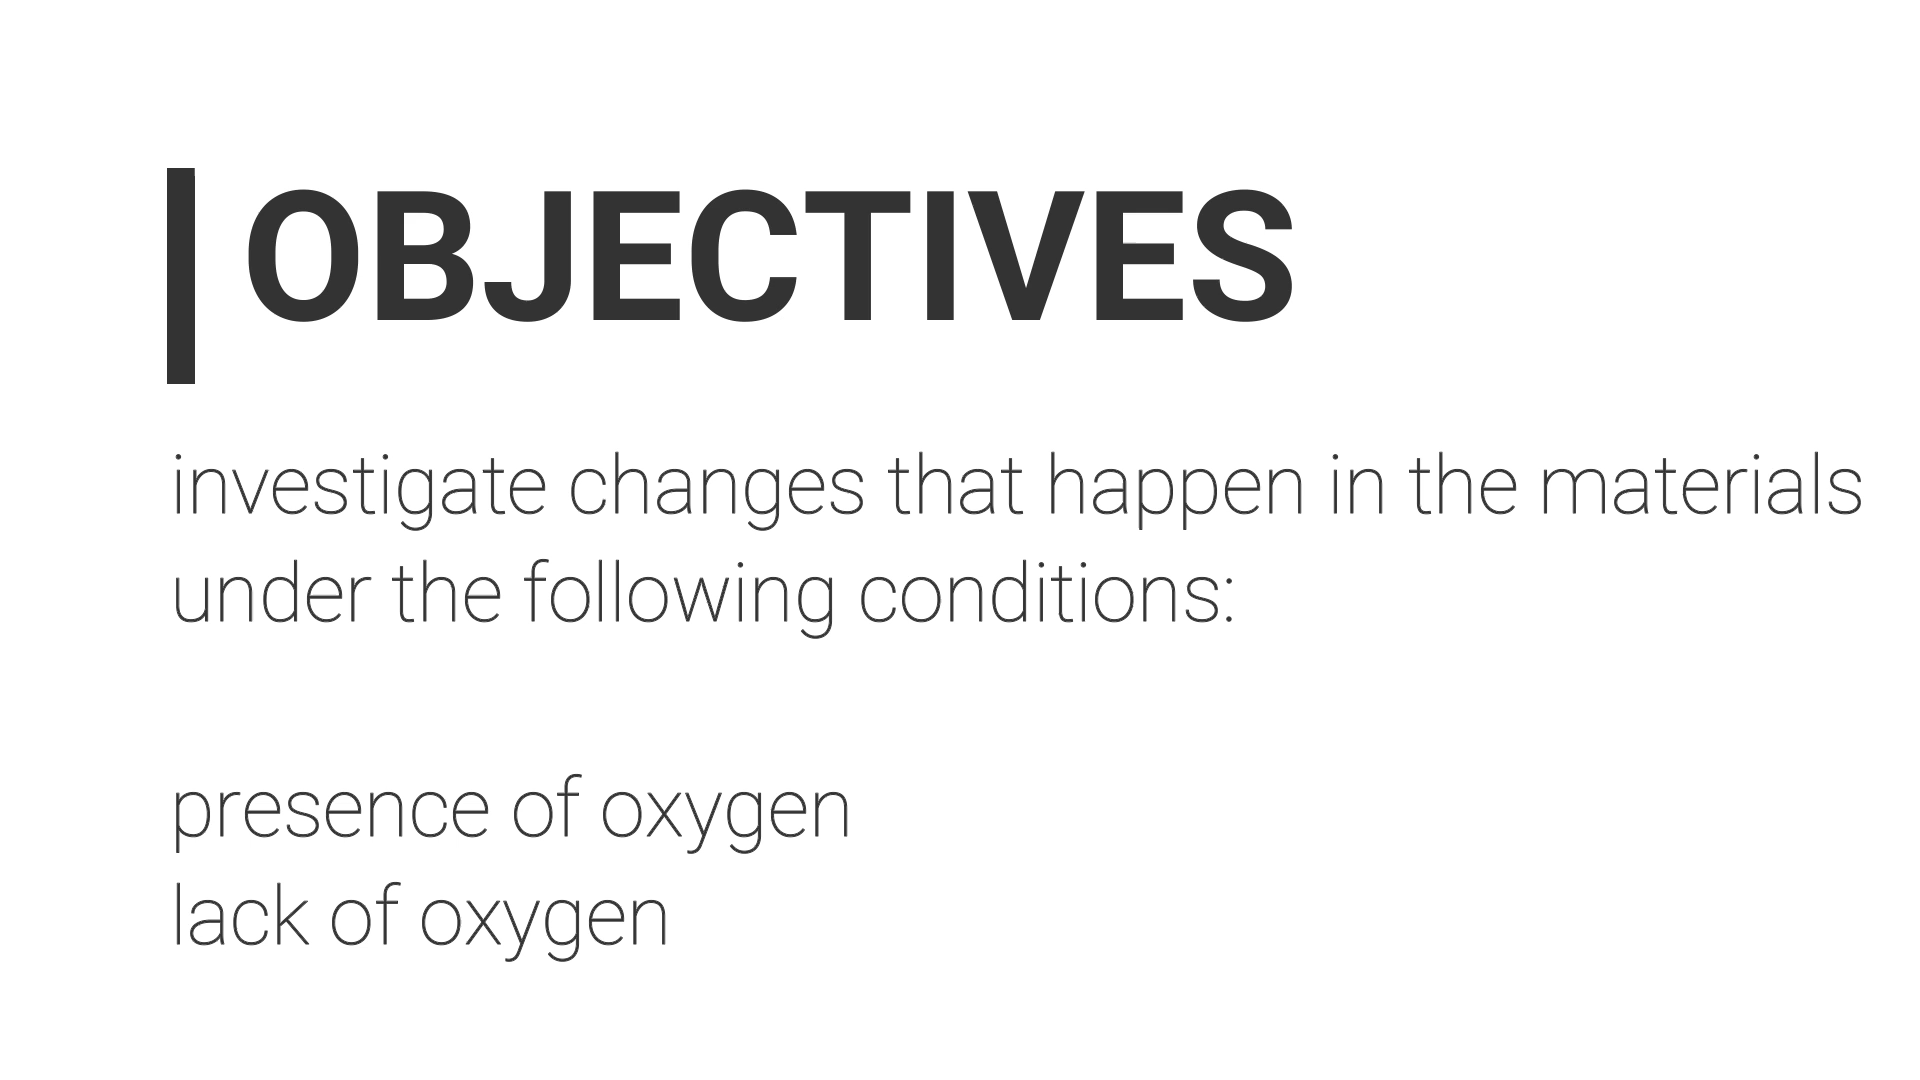 OBJECTIVES
investigate changes that happen in the materials
under the following conditions:
presence of oxygen
lack of oxygen